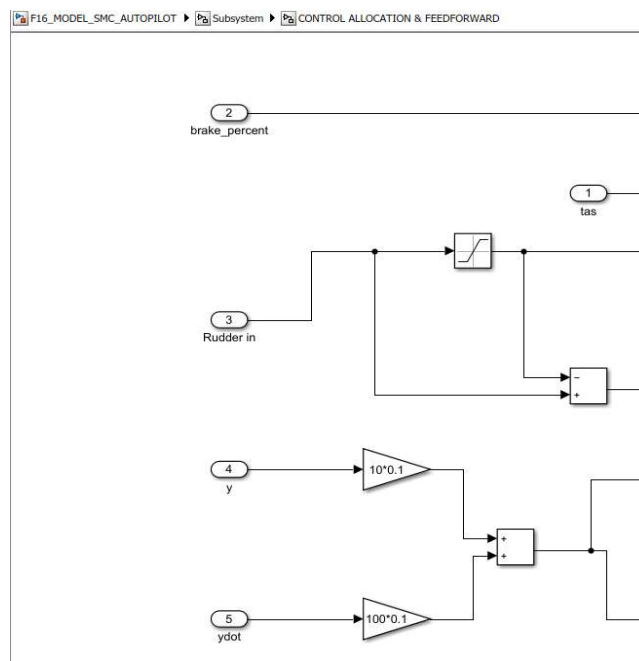 F16_MODEL_SMC_AUTOPILOT Subsystem CONTROL ALLOCATION & FEEDFORWARD
2
brake_percent
1
tas
3
Rudder in
−
+
4
y
10*0.1
+
+
5
ydot
100*0.1